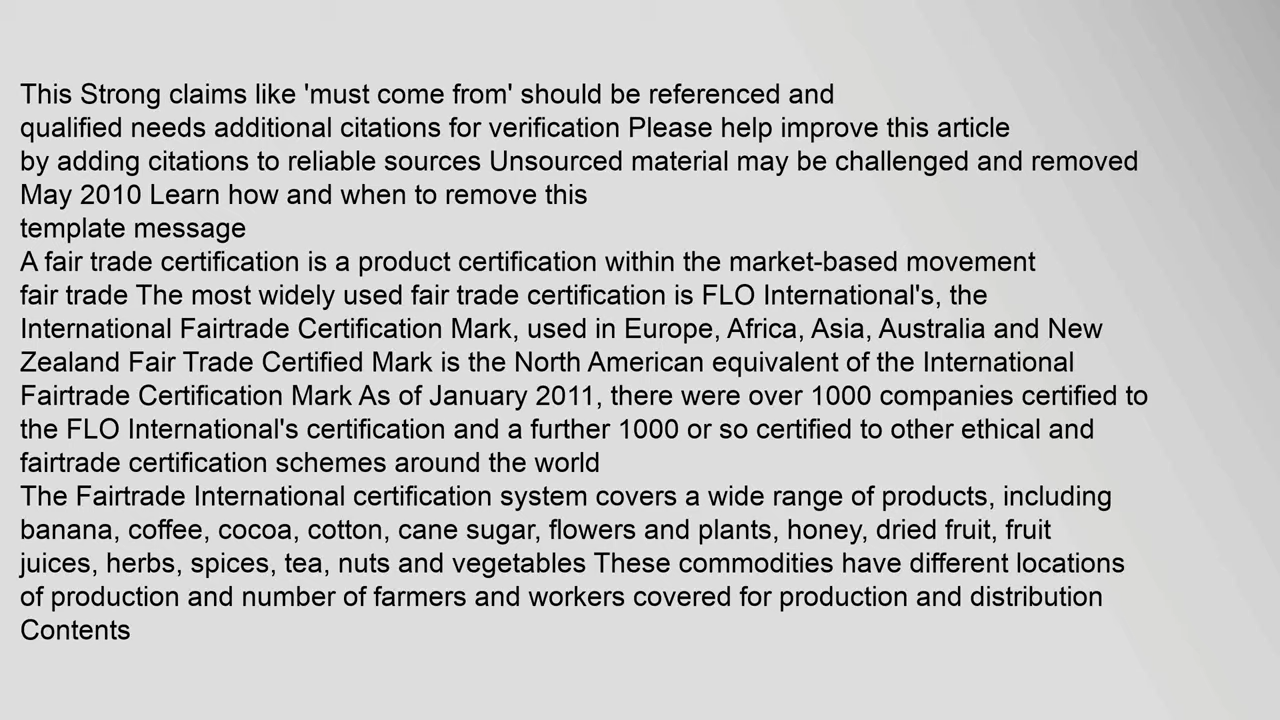 This Strong claims like 'must come from' should be referenced and
qualified needs additional citations for verification Please help improve this article
by adding citations to reliable sources Unsourced material may be challenged and removed
May 2010 Learn how and when to remove this
template message
A fair trade certification is a product certification within the market-based movement
fair trade The most widely used fair trade certification is FLO International's, the
International Fairtrade Certification Mark, used in Europe, Africa, Asia, Australia and New
Zealand Fair Trade Certified Mark is the North American equivalent of the International
Fairtrade Certification Mark As of January 2011, there were over 1000 companies certified to
the FLO International's certification and a further 1000 or so certified to other ethical and
fairtrade certification schemes around the world
The Fairtrade International certification system covers a wide range of products, including
banana, coffee, cocoa, cotton, cane sugar, flowers and plants, honey, dried fruit, fruit
juices, herbs, spices, tea, nuts and vegetables These commodities have different locations
of production and number of farmers and workers covered for production and distribution
Contents